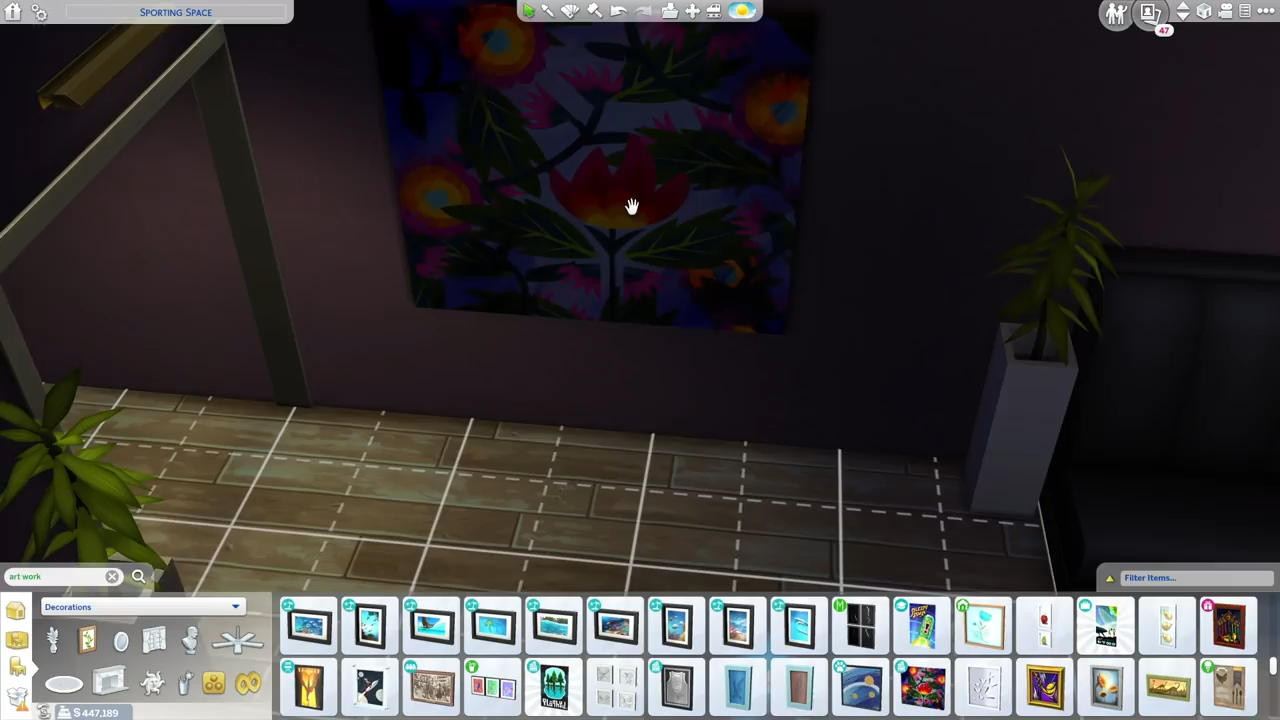 SPORTING SPACE
47
art work
Filter Items...
Decorations
§447,189